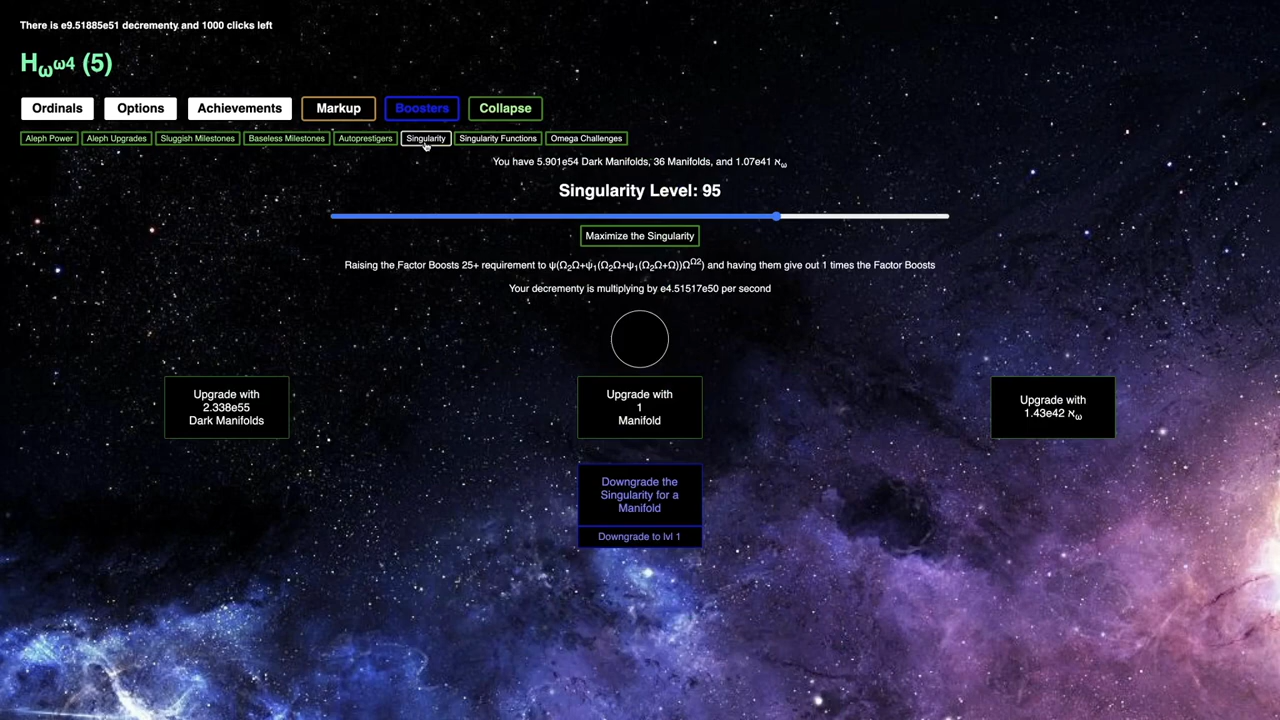 There is e9.51885e51 decrementy and 1000 clicks left
H_ω^ω4 (5)
Ordinals Options Achievements Markup Boosters Collapse
Aleph Power Aleph Upgrades Sluggish Milestones Baseless Milestones Autoprestigers Singularity Singularity Functions Omega Challenges
You have 5.901e54 Dark Manifolds, 36 Manifolds, and 1.07e41 ℵω
Singularity Level: 95
Maximize the Singularity
Raising the Factor Boosts 25+ requirement to ψ(Ω₂Ω+ψ₁(Ω₂Ω+ψ₁(Ω₂Ω+Ω))Ω^Ω2) and having them give out 1 times the Factor Boosts
Your decrementy is multiplying by e4.51517e50 per second
Upgrade with
2.338e55
Dark Manifolds
Upgrade with
1
Manifold
Upgrade with
1.43e42 ℵω
Downgrade the
Singularity for a
Manifold
Downgrade to lvl 1